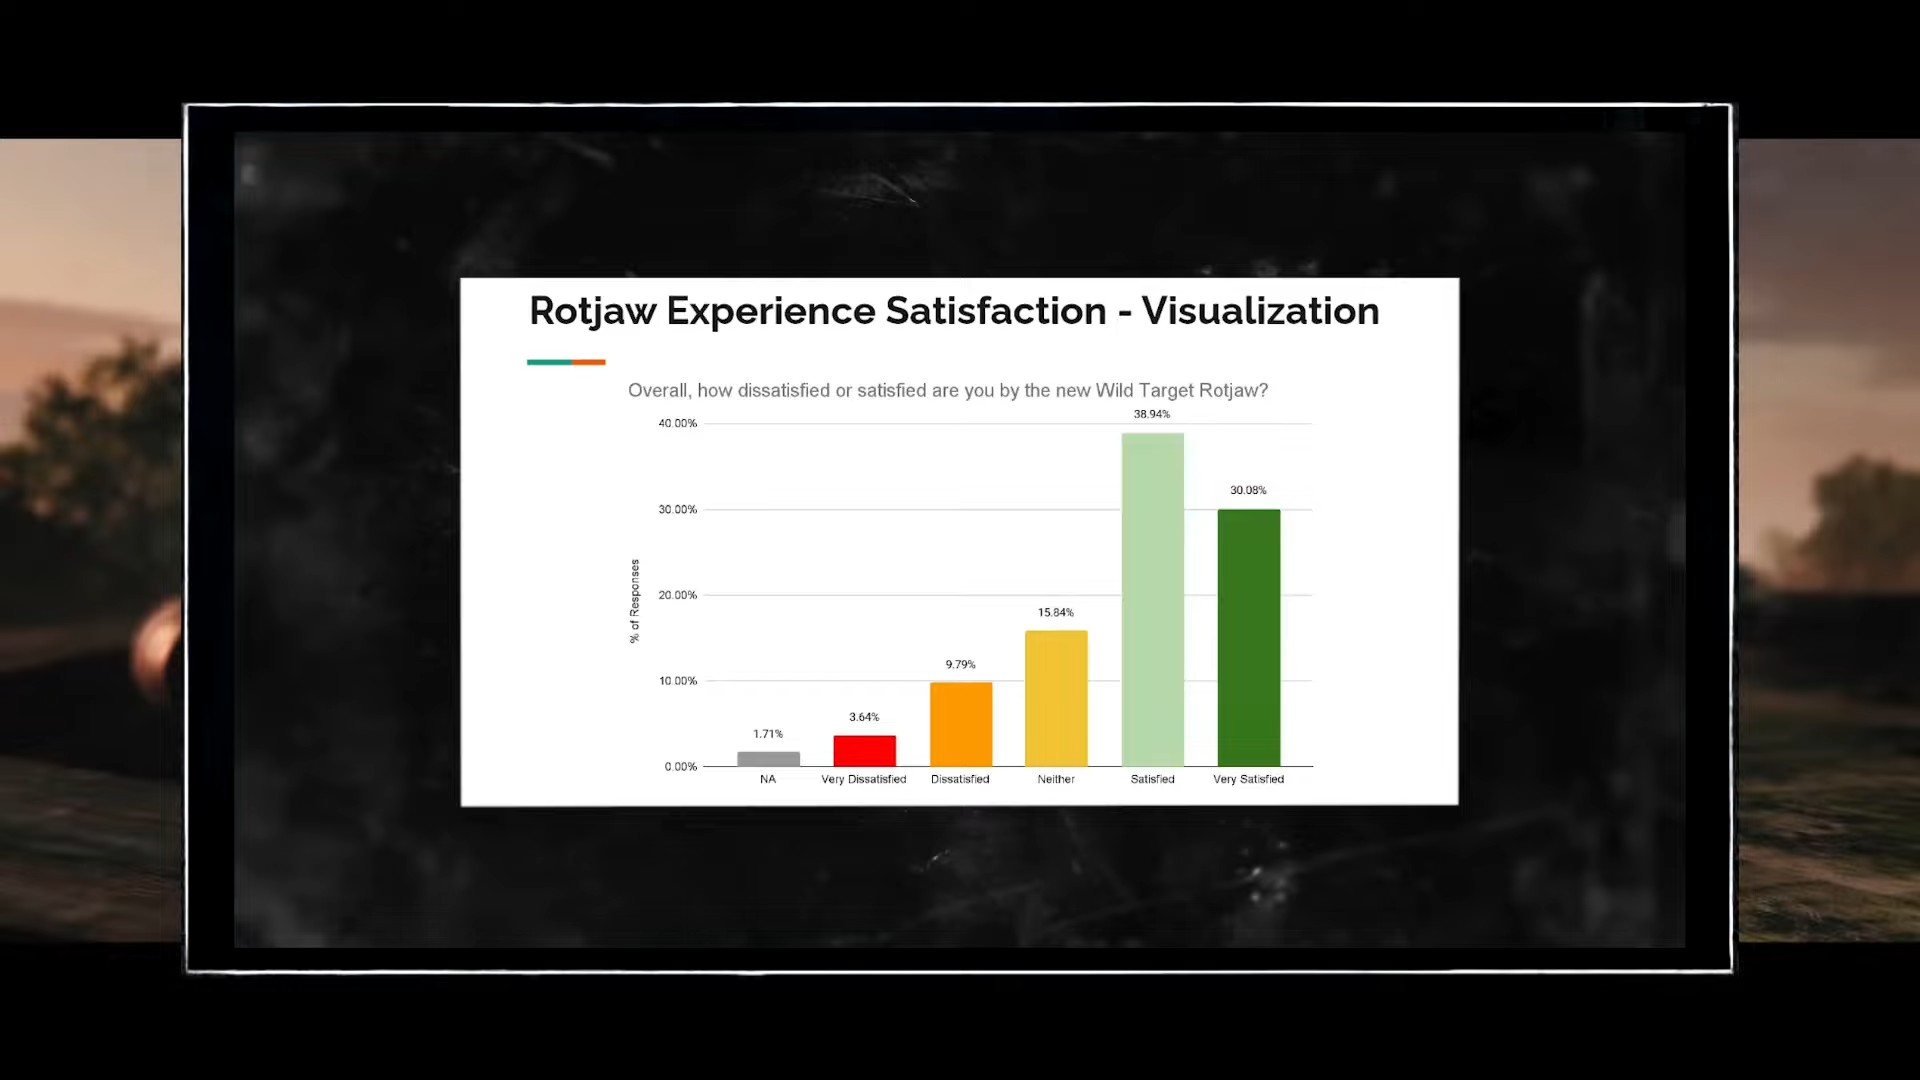 Rotjaw Experience Satisfaction - Visualization
Overall, how dissatisfied or satisfied are you by the new Wild Target Rotjaw?
38.94%
40.00%
30.08%
30.00%
% of Responses
20.00%
15.84%
9.79%
10.00%
3.64%
1.71%
0.00%
NA Very Dissatisfied Dissatisfied Neither Satisfied Very Satisfied